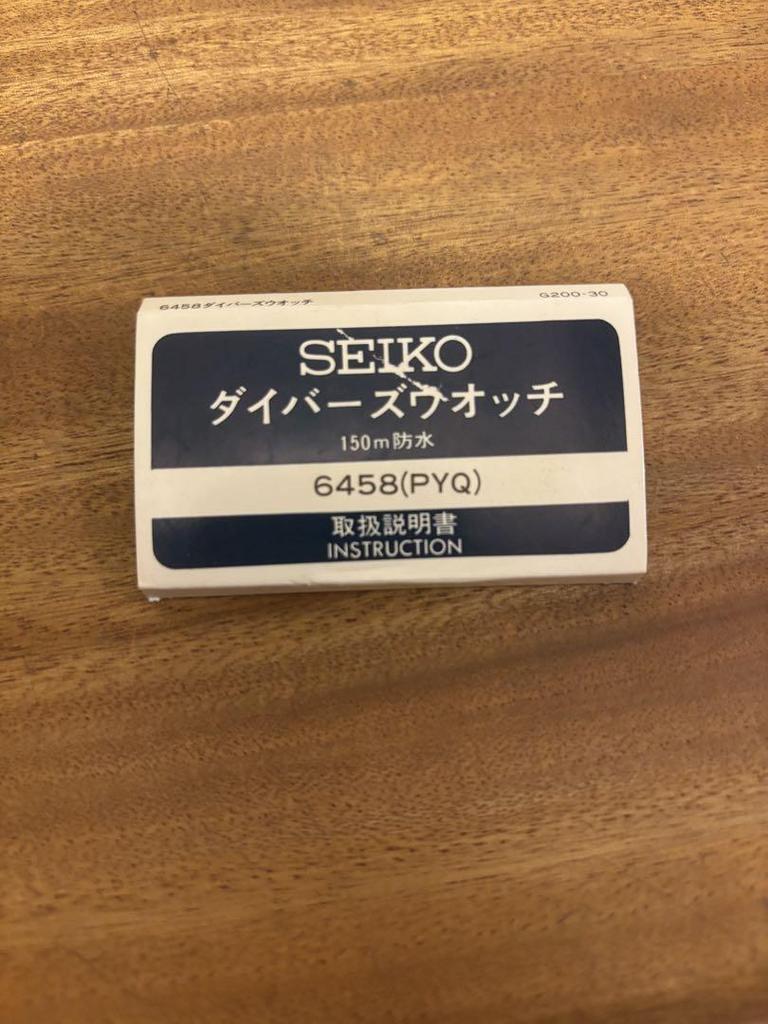 6458ダイバーズウオッチ
G200-30
SEIKO
ダイバーズウオッチ
150m防水
6458(PYQ)
取扱説明書
INSTRUCTION